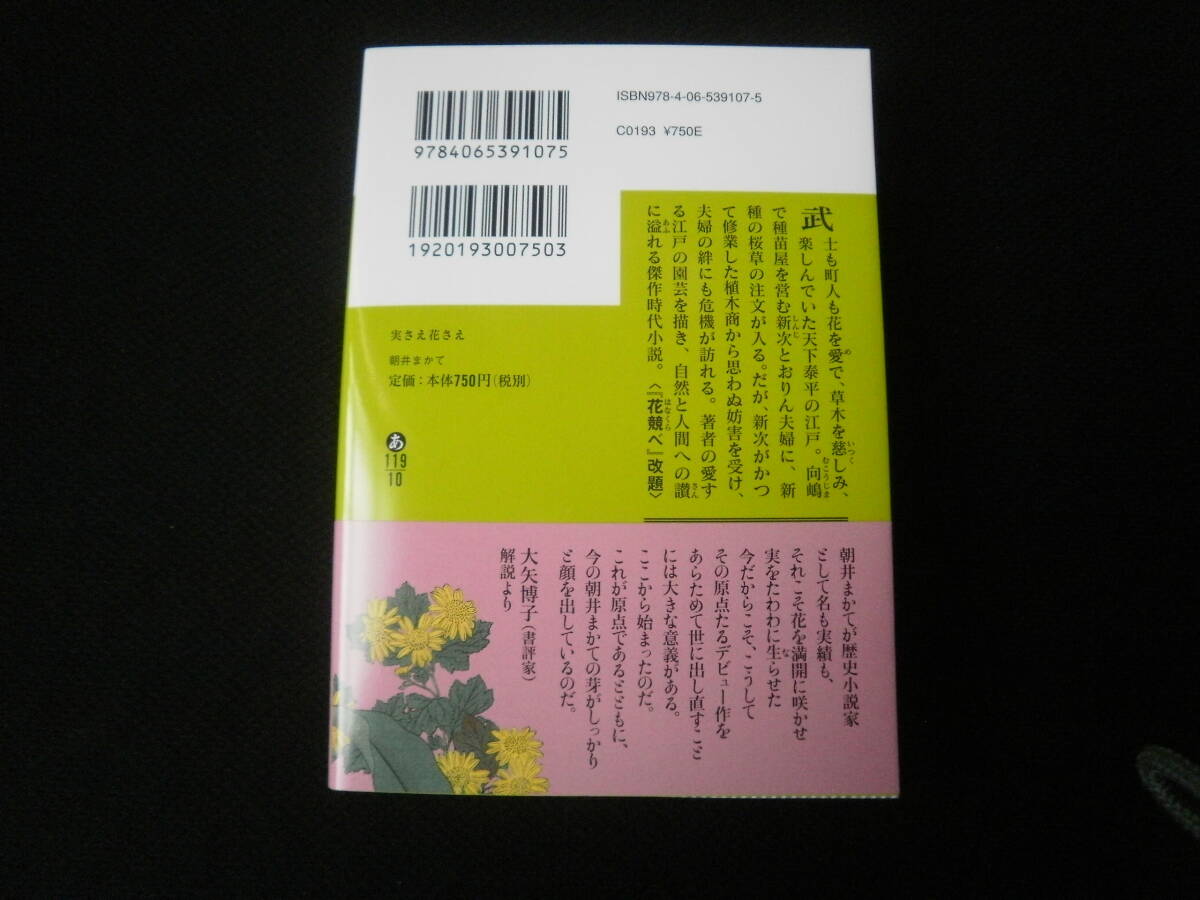 ISBN978-4-06-539107-5
C0193 ¥750E
9784065391075
1920193007503
武士も町人も花を愛で、草木を慈しみ、
楽しんでいた天下泰平の江戸。向嶋
で種苗屋を営む新次とおりん夫婦に、新
種の桜草の注文が入る。だが、新次がかつ
て修業した植木商から思わぬ妨害を受け、
夫婦の絆にも危機が訪れる。著者の愛す
る江戸の園芸を描き、自然と人間への讃
に溢れる傑作時代小説。〈『花競べ』改題〉
実さえ花さえ
朝井まかて
定価：本体750円(税別)
あ
119
10
朝井まかてが歴史小説家
として名も実績も、
それこそ花を満開に咲かせ
実をたわわに生らせた
今だからこそ、こうして
その原点たるデビュー作を
あらためて世に出し直すこと
には大きな意義がある。
ここから始まったのだ。
これが原点であるとともに、
今の朝井まかての芽がしっかり
と顔を出しているのだ。
大矢博子(書評家)
解説より